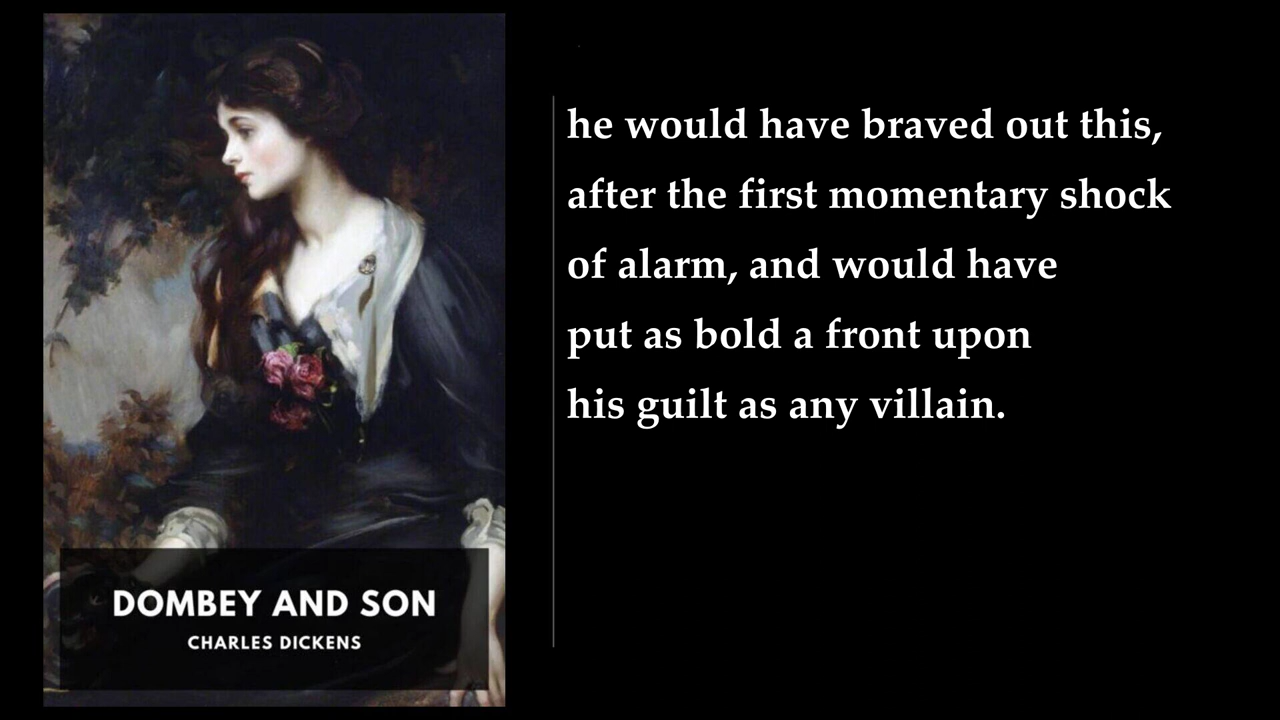 he would have braved out this,
after the first momentary shock
of alarm, and would have
put as bold a front upon
his guilt as any villain.
DOMBEY AND SON
CHARLES DICKENS